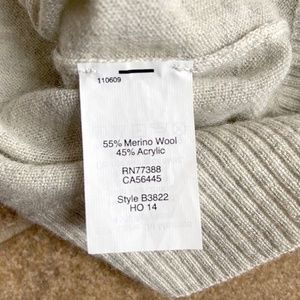 110609
55% Merino Wool
45% Acrylic
RN77388
CA56445
Style B3822
HO 14